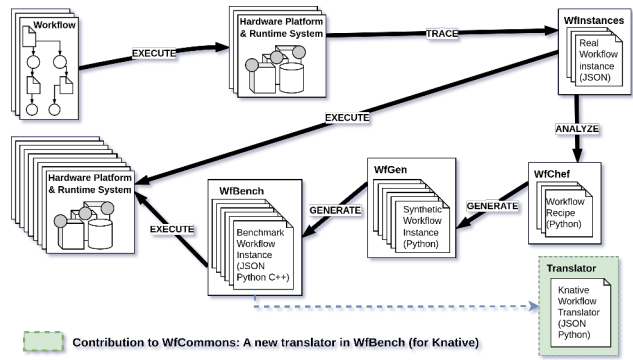 Workflow
EXECUTE
Hardware Platform
& Runtime System
TRACE
WfInstances
Real
Workflow
instance
(JSON)
EXECUTE
ANALYZE
Hardware Platform
& Runtime System
EXECUTE
WfBench
Benchmark
Workflow
Instance
(JSON
Python C++)
GENERATE
WfGen
Synthetic
Workflow
Instance
(Python)
GENERATE
WfChef
Workflow
Recipe
(Python)
Translator
Knative
Workflow
Translator
(JSON
Python)
Contribution to WfCommons: A new translator in WfBench (for Knative)